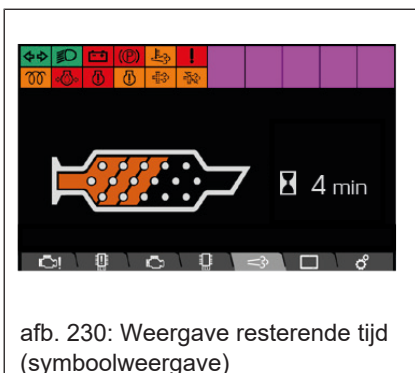 (P)
!
4 min
!
afb. 230: Weergave resterende tijd
(symboolweergave)